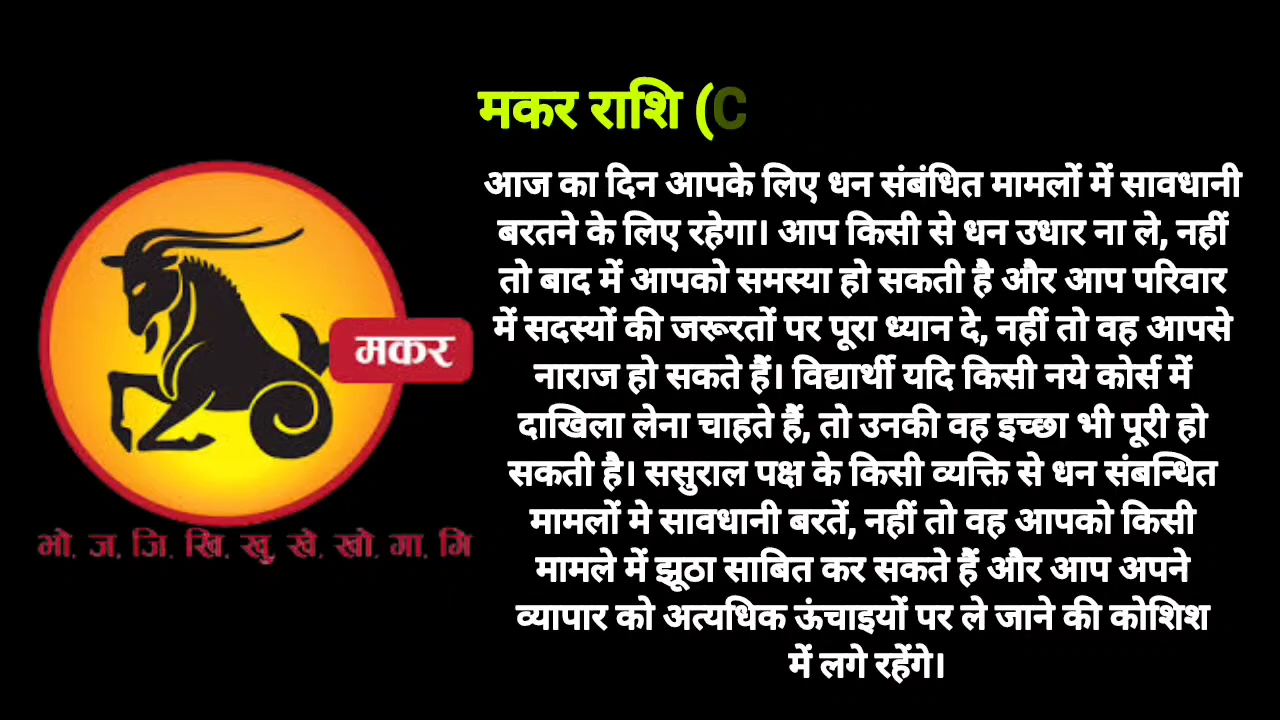 मकर राशि (C
आज का दिन आपके लिए धन संबंधित मामलों में सावधानी
बरतने के लिए रहेगा। आप किसी से धन उधार ना ले, नहीं
तो बाद में आपको समस्या हो सकती है और आप परिवार
में सदस्यों की जरूरतों पर पूरा ध्यान दे, नहीं तो वह आपसे
नाराज हो सकते हैं। विद्यार्थी यदि किसी नये कोर्स में
दाखिला लेना चाहते हैं, तो उनकी वह इच्छा भी पूरी हो
सकती है। ससुराल पक्ष के किसी व्यक्ति से धन संबन्धित
मामलों मे सावधानी बरतें, नहीं तो वह आपको किसी
मामले में झूठा साबित कर सकते हैं और आप अपने
व्यापार को अत्यधिक ऊंचाइयों पर ले जाने की कोशिश
में लगे रहेंगे।
मकर
भो. ज. जि. खि. खु. खे. खो. गा. गि